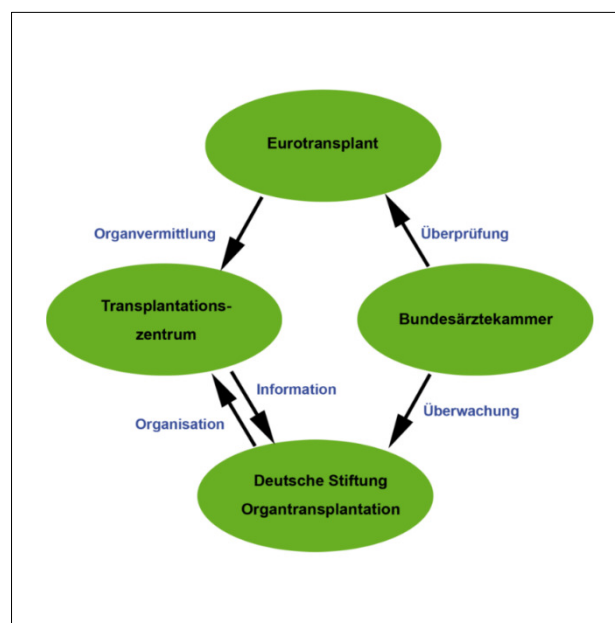 Eurotransplant
Organvermittlung
Überprüfung
Transplantations-
zentrum
Bundesärztekammer
Information
Organisation
Überwachung
Deutsche Stiftung
Organtransplantation